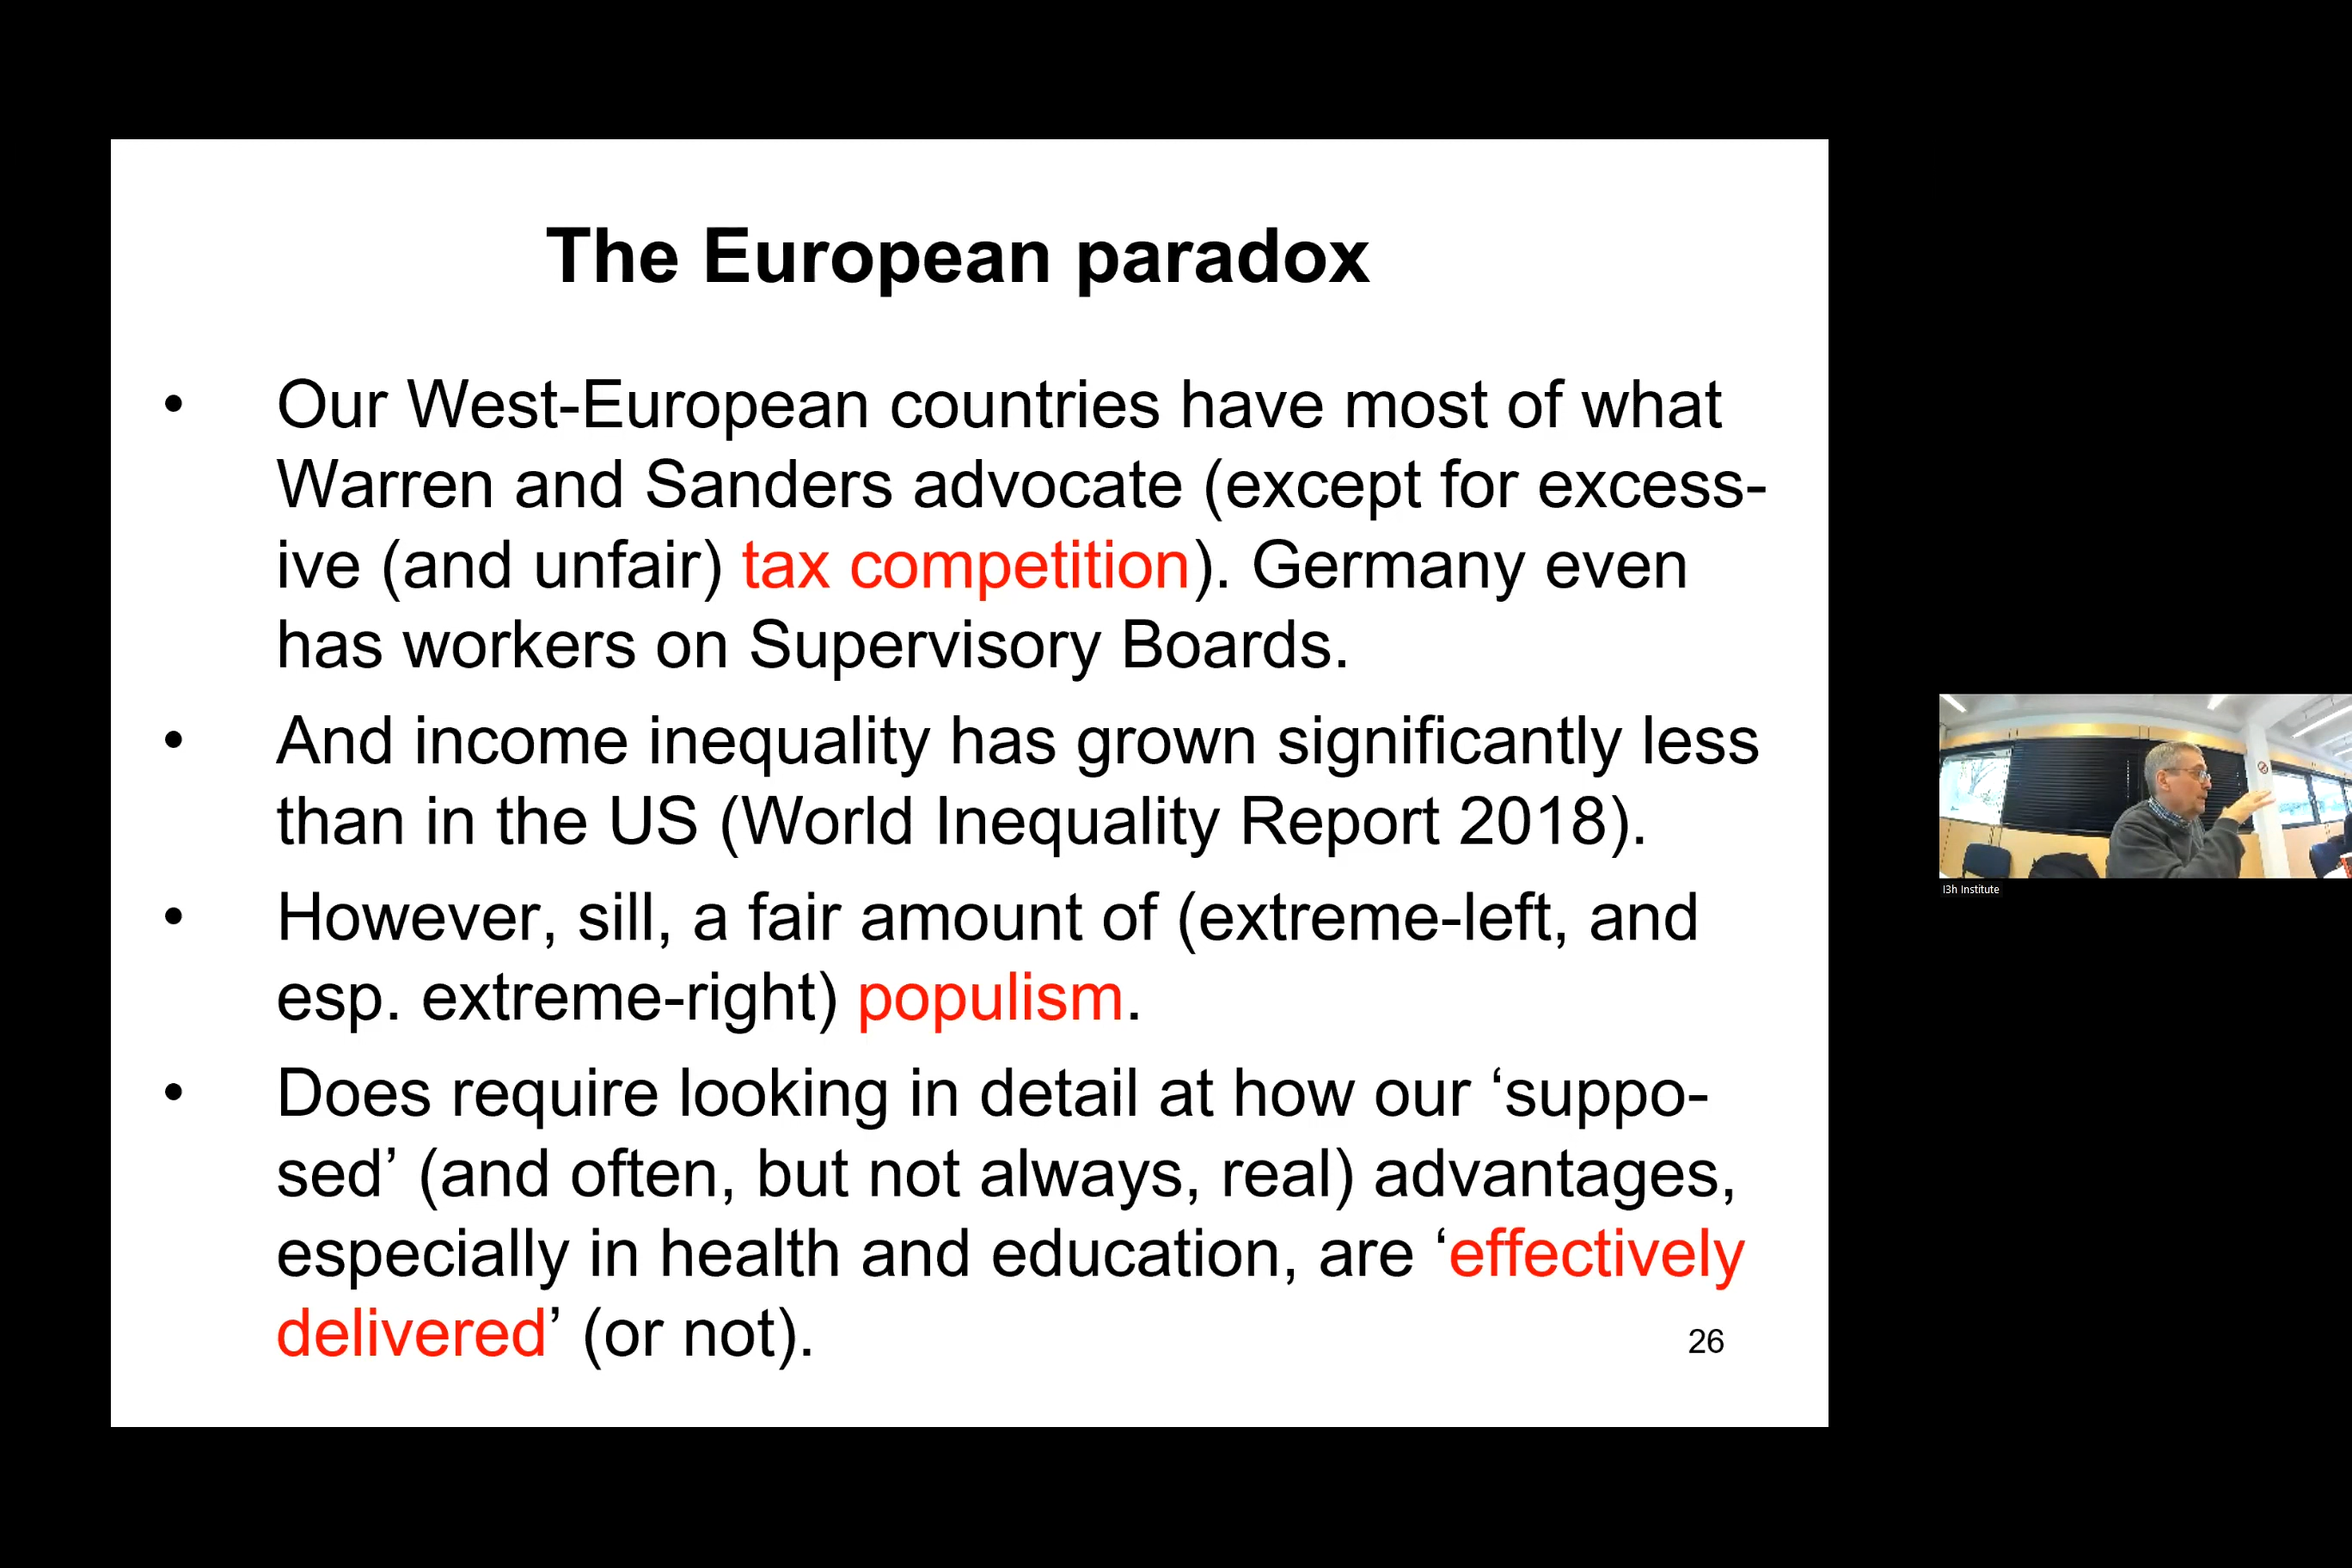 The European paradox
• Our West-European countries have most of what
Warren and Sanders advocate (except for excess-
ive (and unfair) tax competition). Germany even
has workers on Supervisory Boards.
• And income inequality has grown significantly less
than in the US (World Inequality Report 2018).
• However, sill, a fair amount of (extreme-left, and
esp. extreme-right) populism.
• Does require looking in detail at how our ‘suppo-
sed’ (and often, but not always, real) advantages,
especially in health and education, are ‘effectively
delivered’ (or not).
26
I3h Institute